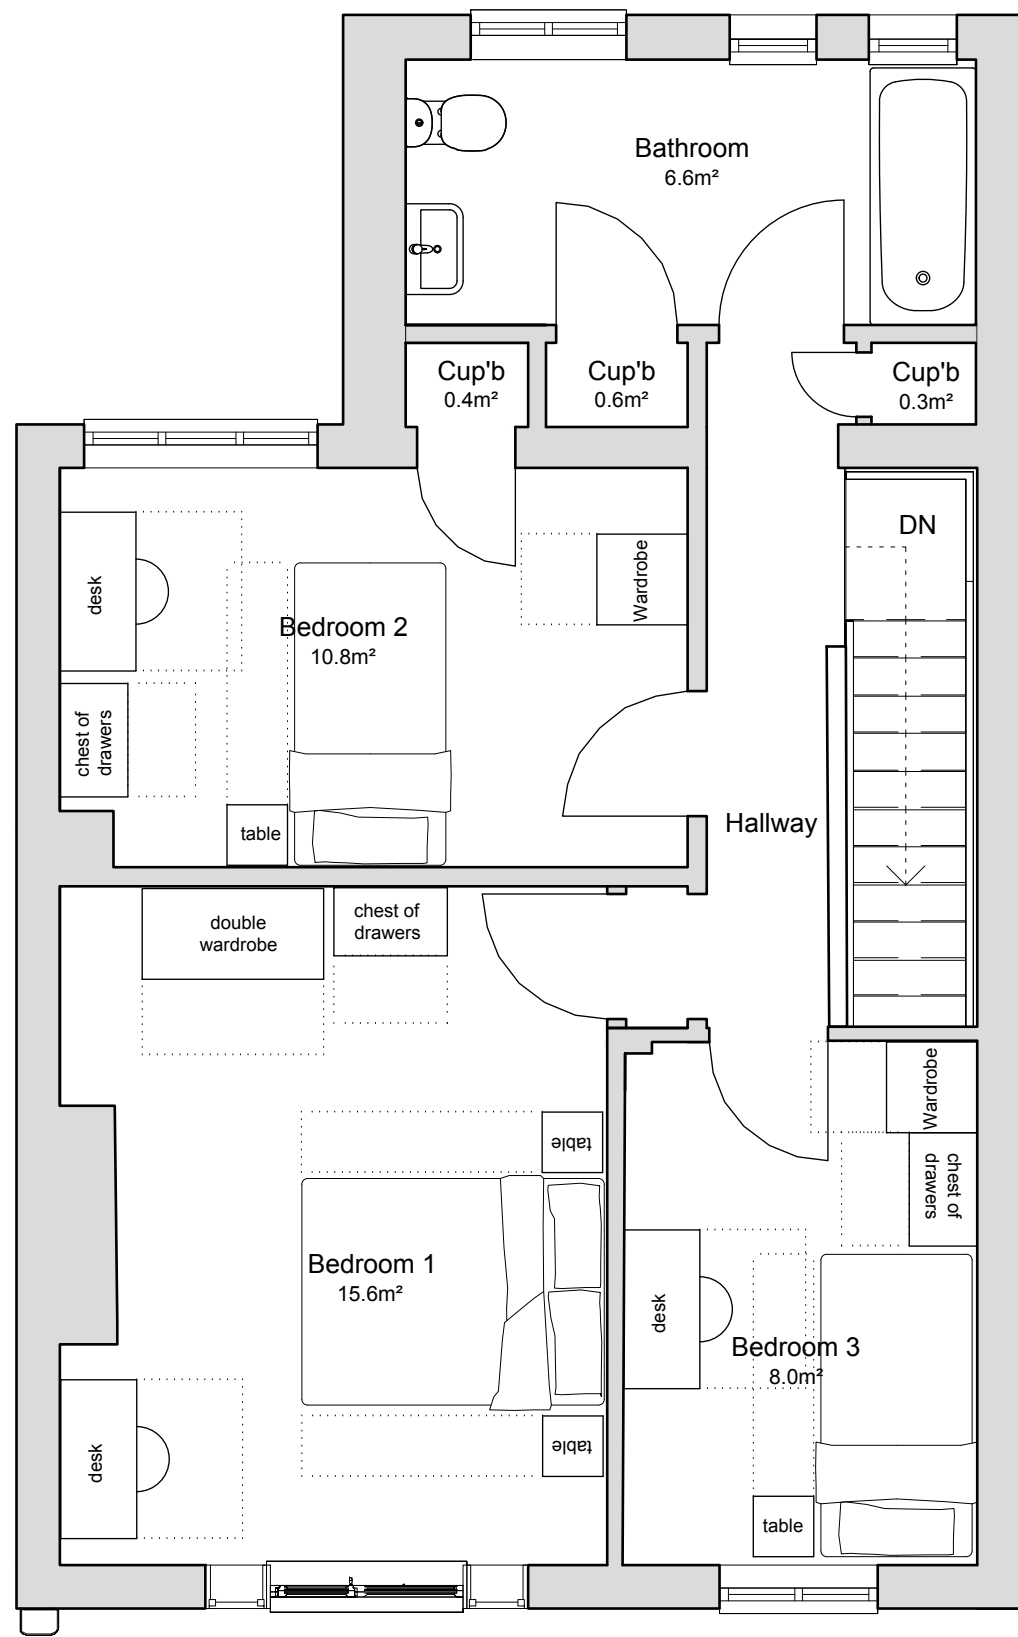 Bathroom
6.6m²
Cup'b
0.4m²
Cup'b
0.6m²
Cup'b
0.3m²
DN
desk
Wardrobe
Bedroom 2
10.8m²
chest of
drawers
table
Hallway
double
wardrobe
chest of
drawers
Wardrobe
table
chest of
drawers
Bedroom 1
15.6m²
desk
Bedroom 3
8.0m²
desk
table
table